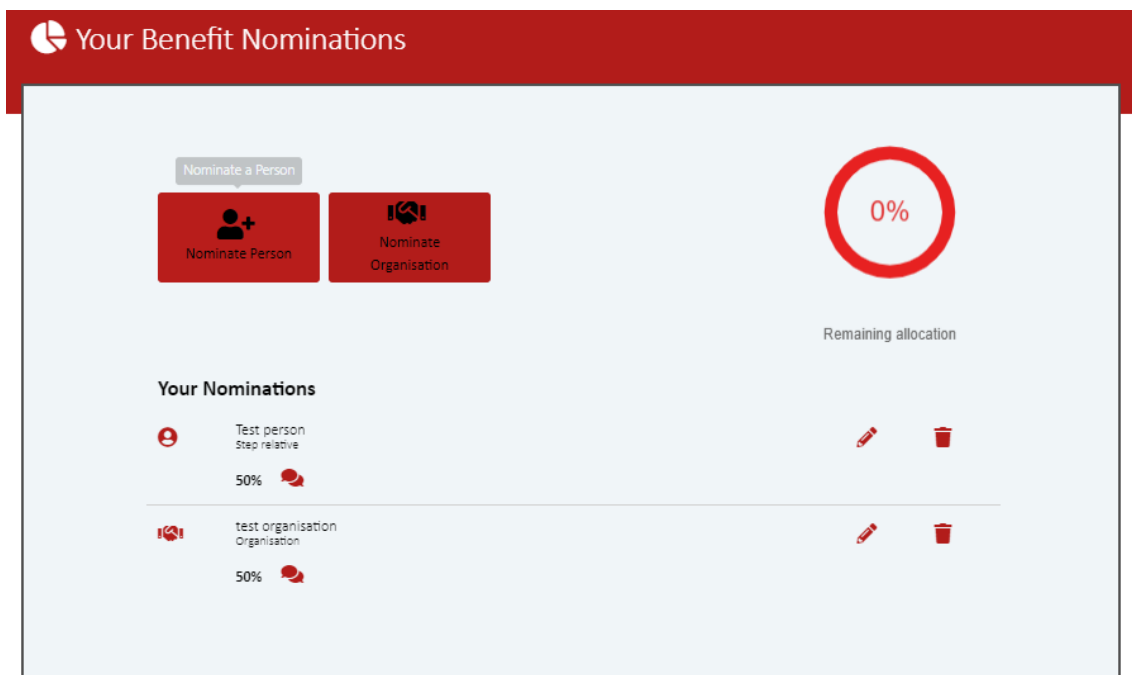 Your Benefit Nominations
Nominate a Person
Nominate Person
Nominate
Organisation
0%
Remaining allocation
Your Nominations
Test person
Step relative
50%
test organisation
Organisation
50%